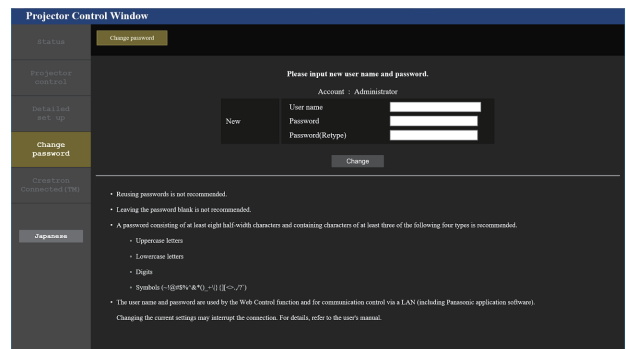 Projector Control Window
Status
Change password
Projector
control
Detailed
set up
Change
password
Crestron
Connected(TM)
Japanese
Please input new user name and password.
Account : Administrator
New
User name
Password
Password(Retype)
Change
• Reusing passwords is not recommended.
• Leaving the password blank is not recommended.
• A password consisting of at least eight half-width characters and containing characters of at least three of the following four types is recommended.
◦ Uppercase letters
◦ Lowercase letters
◦ Digits
◦ Symbols
• The user name and password are used by the Web Control function and for communication control via a LAN (including Panasonic application software).
Changing the current settings may interrupt the connection. For details, refer to the user's manual.